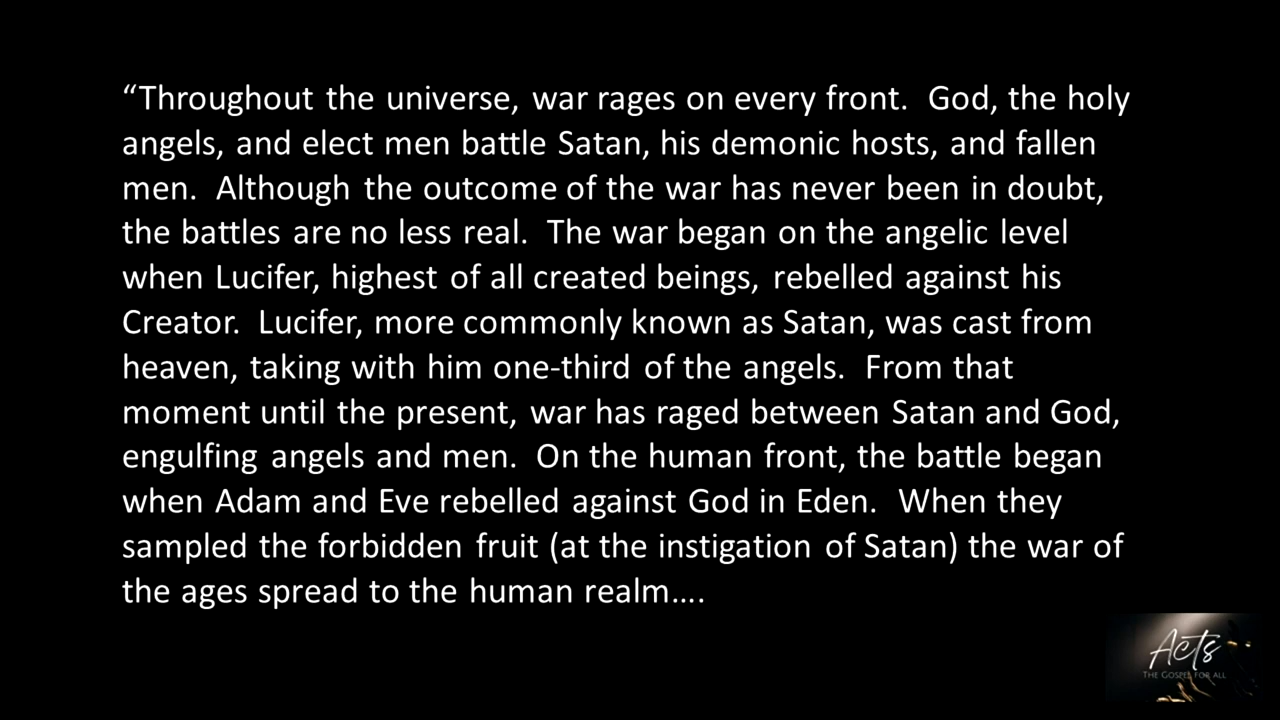 “Throughout the universe, war rages on every front.  God, the holy
angels, and elect men battle Satan, his demonic hosts, and fallen
men.  Although the outcome of the war has never been in doubt,
the battles are no less real.  The war began on the angelic level
when Lucifer, highest of all created beings, rebelled against his
Creator.  Lucifer, more commonly known as Satan, was cast from
heaven, taking with him one-third of the angels.  From that
moment until the present, war has raged between Satan and God,
engulfing angels and men.  On the human front, the battle began
when Adam and Eve rebelled against God in Eden.  When they
sampled the forbidden fruit (at the instigation of Satan) the war of
the ages spread to the human realm….
Acts
THE GOSPEL FOR ALL